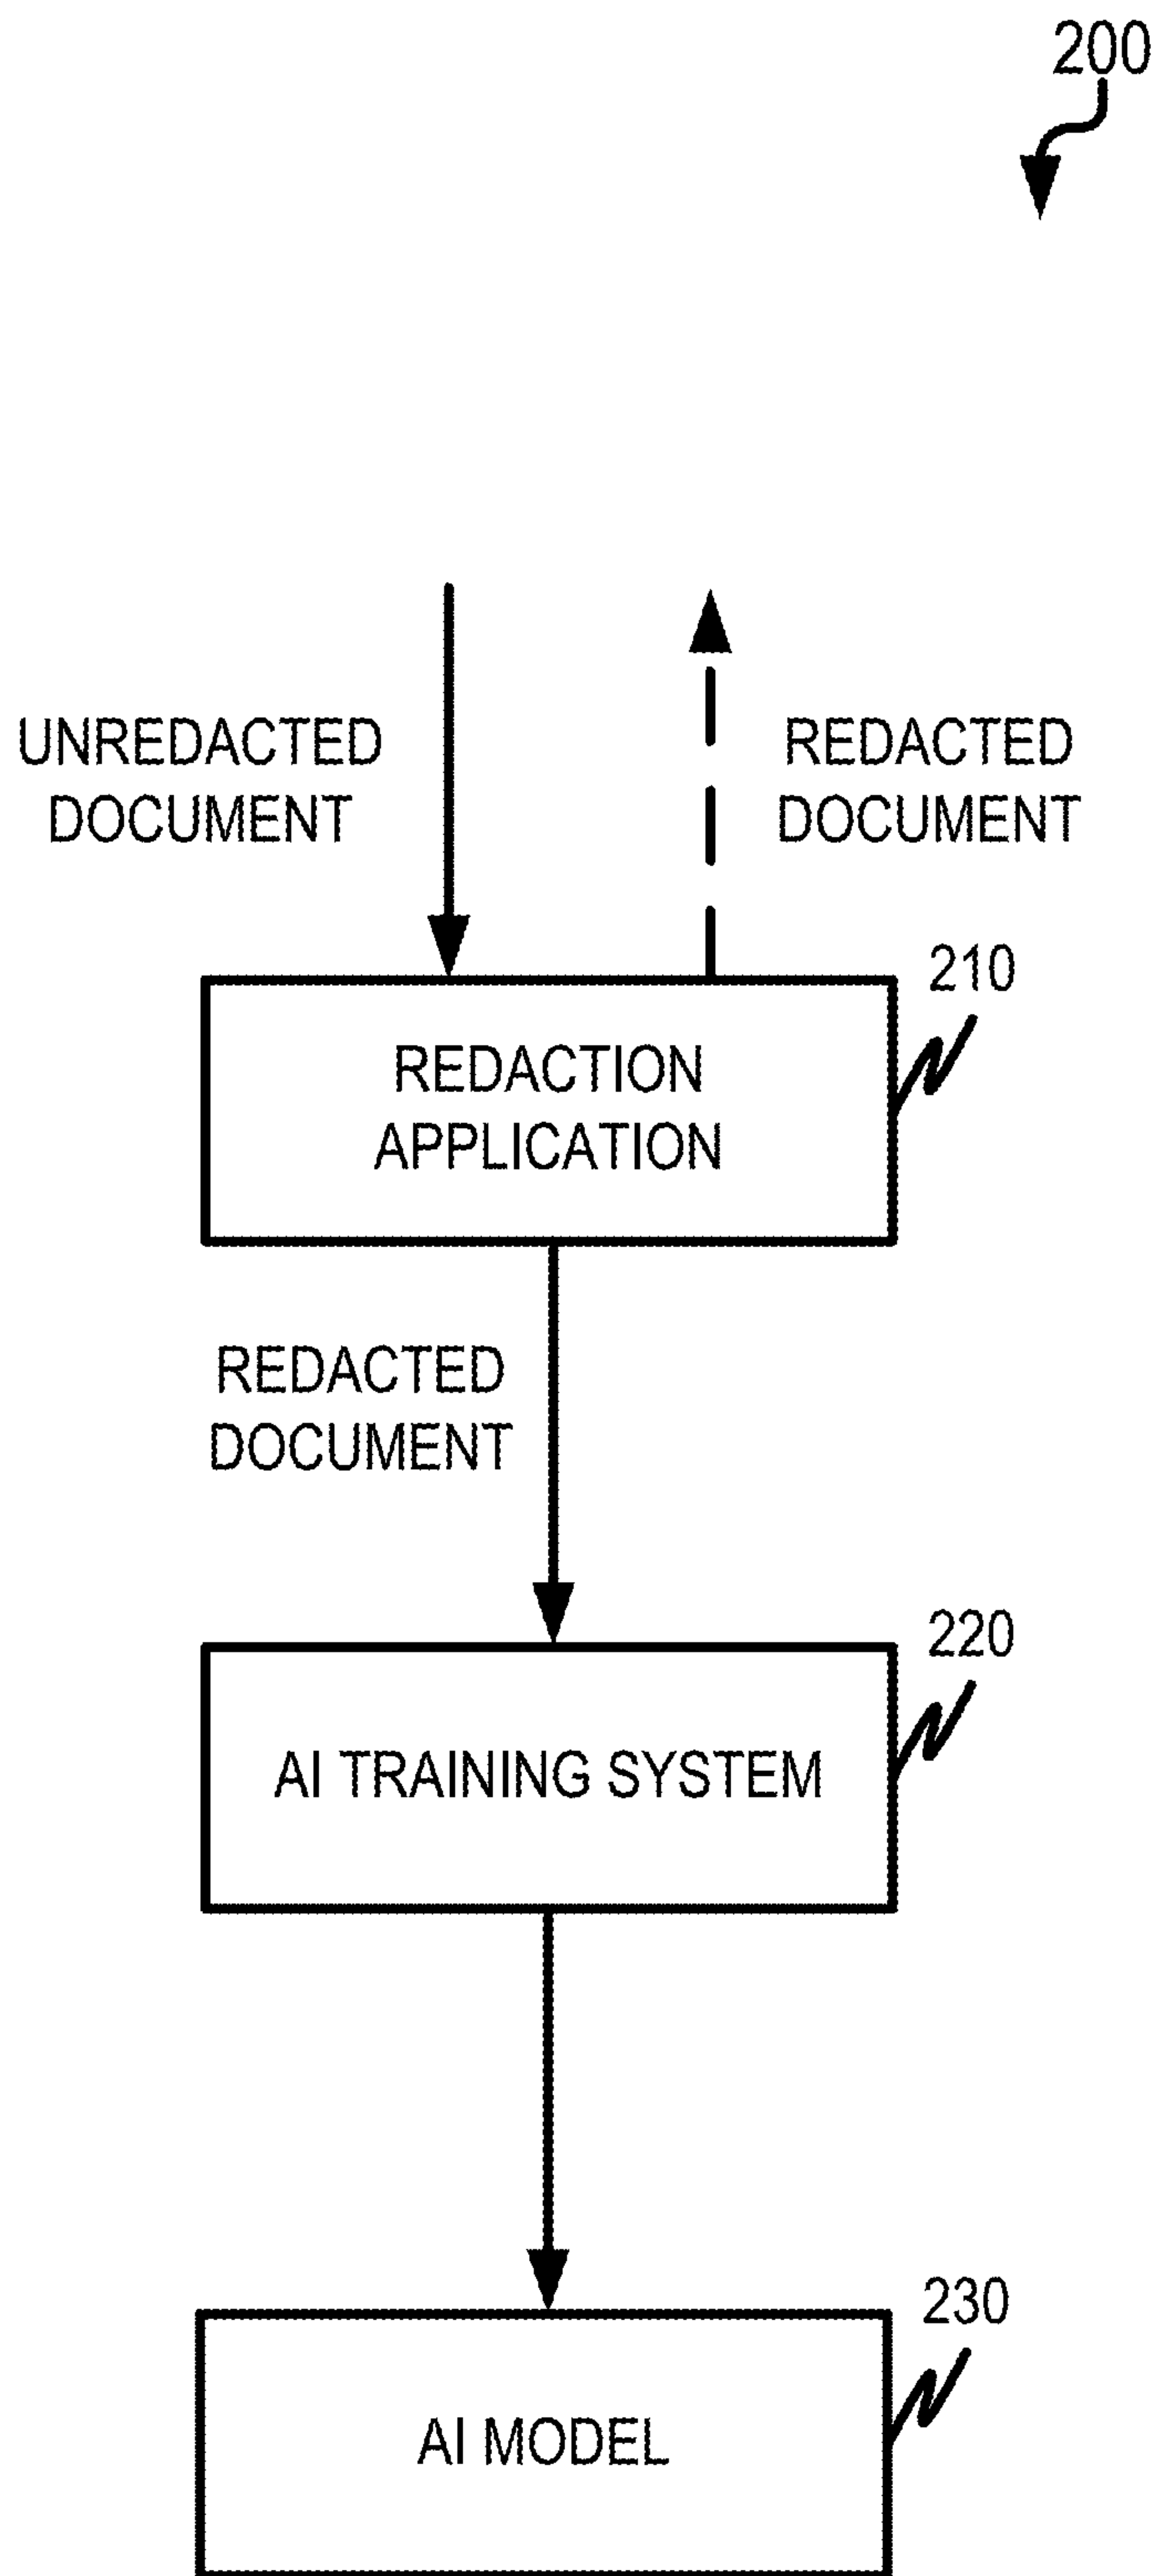 200
UNREDACTED
DOCUMENT
REDACTED
DOCUMENT
210
REDACTION
APPLICATION
REDACTED
DOCUMENT
220
AI TRAINING SYSTEM
230
AI MODEL